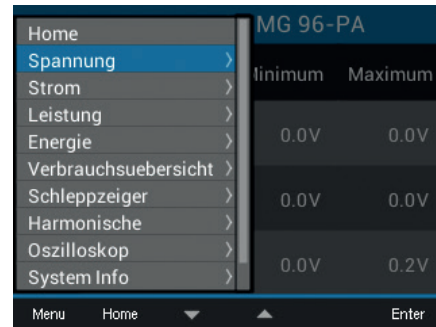 Home
MG 96-PA
Spannung
Strom
Maximum
Leistung
Energie
0.0V 0.0V
Verbrauchsuebersicht
Schleppzeiger
0.0V 0.0V
Harmonische
Oszilloskop
0.0V 0.2V
System Info
Menu Home Enter